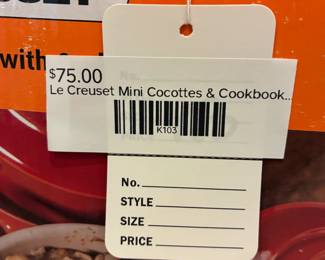 with
$75.00
Le Creuset Mini Cocottes & Cookbook...
K103
No.
STYLE
SIZE
PRICE